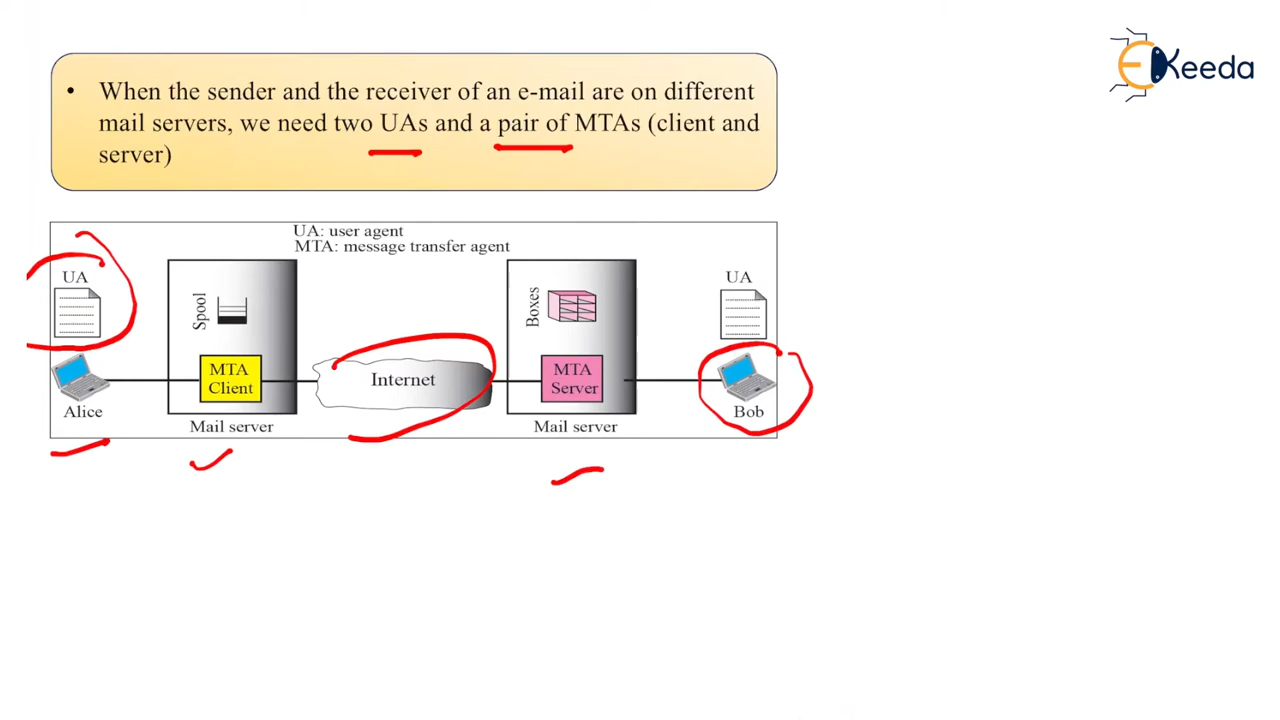 EKeeda
• When the sender and the receiver of an e-mail are on different
mail servers, we need two UAs and a pair of MTAs (client and
server)
UA: user agent
MTA: message transfer agent
UA
Spool
Boxes
UA
MTA
Client
Internet
MTA
Server
Alice
Bob
Mail server
Mail server